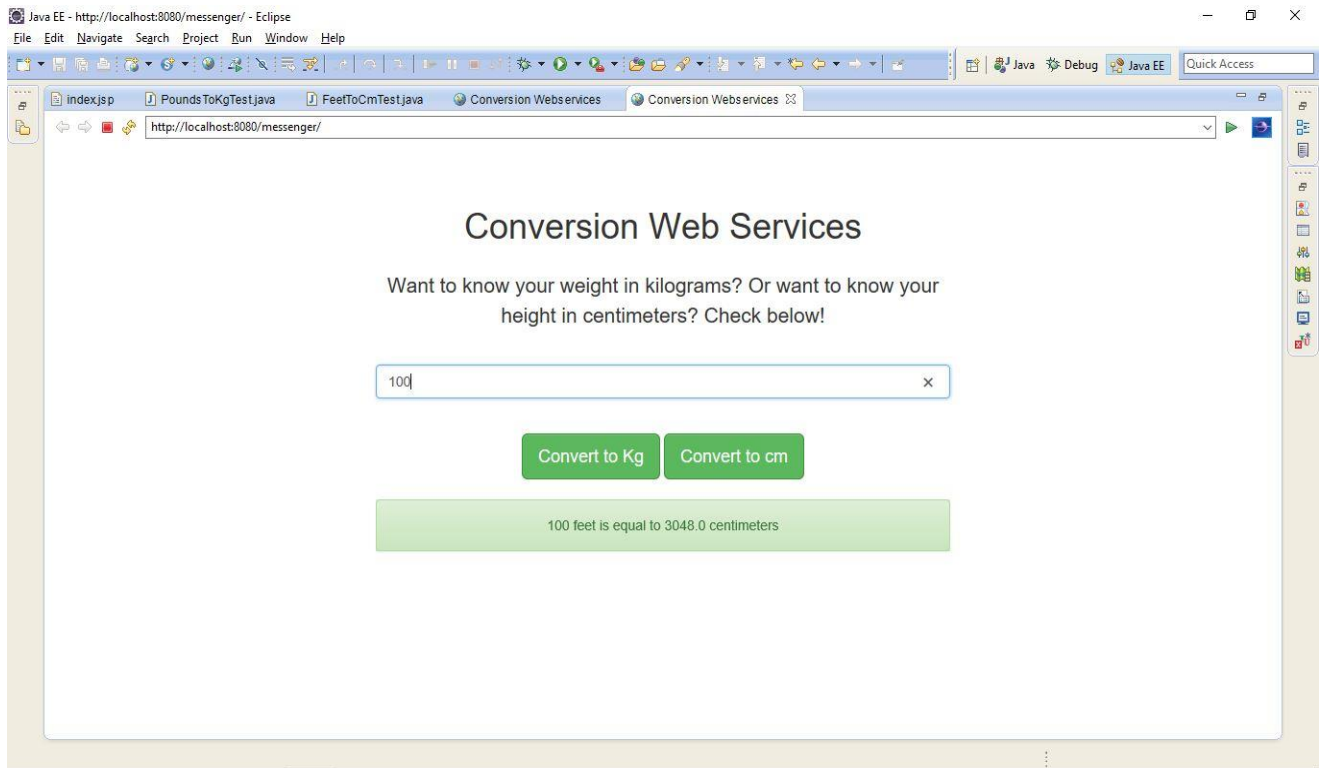 Java EE - http://localhost:8080/messenger/ - Eclipse
File Edit Navigate Search Project Run Window Help
Java Debug Java EE Quick Access
index.jsp PoundsToKgTest.java FeetToCmTest.java Conversion Webservices Conversion Webservices
http://localhost:8080/messenger/
Conversion Web Services
Want to know your weight in kilograms? Or want to know your
height in centimeters? Check below!
100
Convert to Kg Convert to cm
100 feet is equal to 3048.0 centimeters